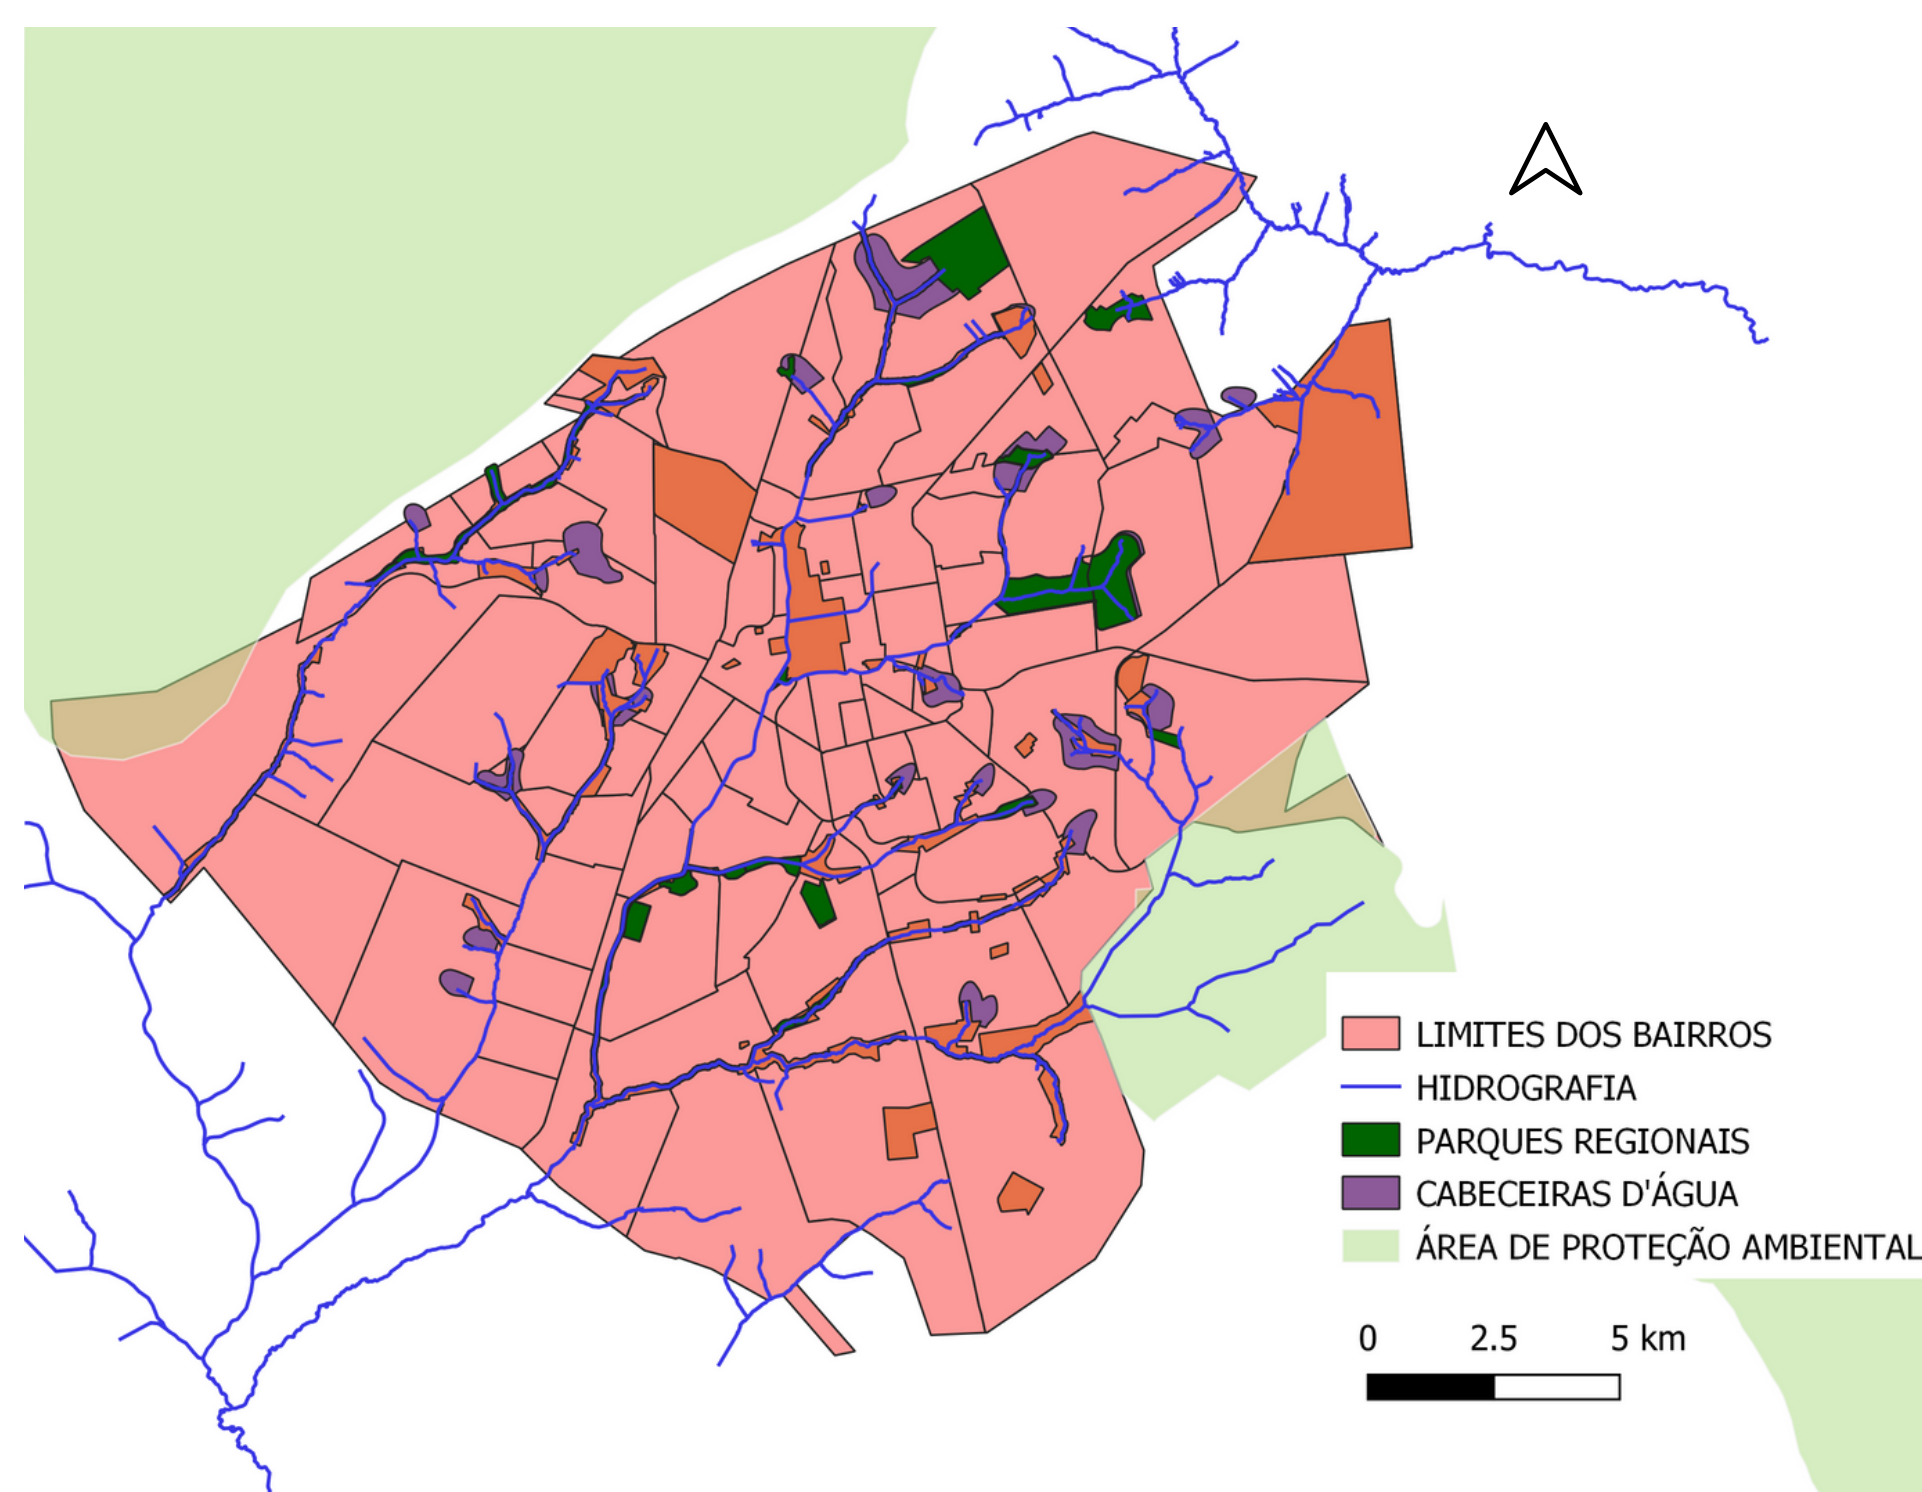 LIMITES DOS BAIRROS
HIDROGRAFIA
PARQUES REGIONAIS
CABECEIRAS D'ÁGUA
ÁREA DE PROTEÇÃO AMBIENTAL
0 2.5 5 km